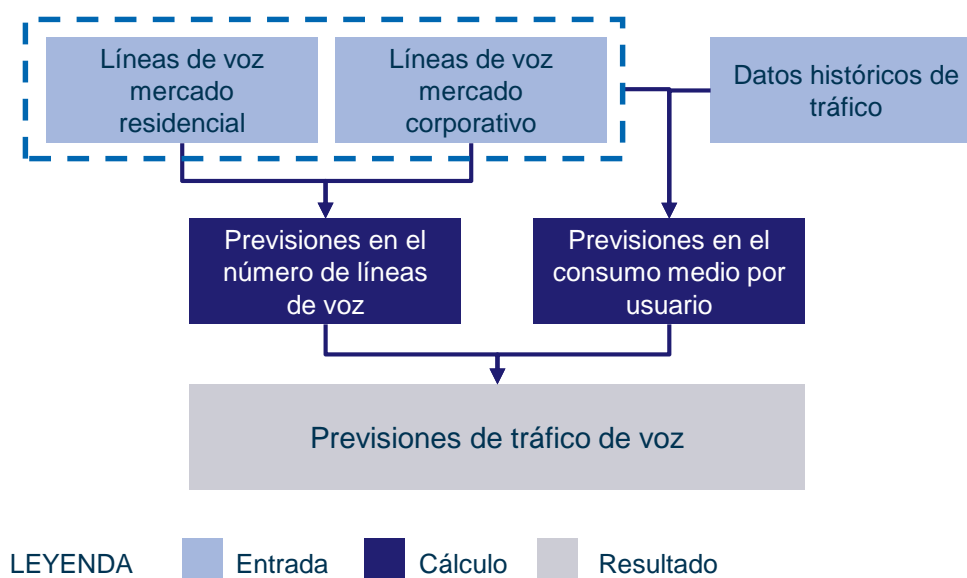 Líneas de voz
mercado
residencial
Líneas de voz
mercado
corporativo
Datos históricos de
tráfico
Previsiones en el
número de líneas
de voz
Previsiones en el
consumo medio por
usuario
Previsiones de tráfico de voz
LEYENDA
Entrada
Cálculo
Resultado